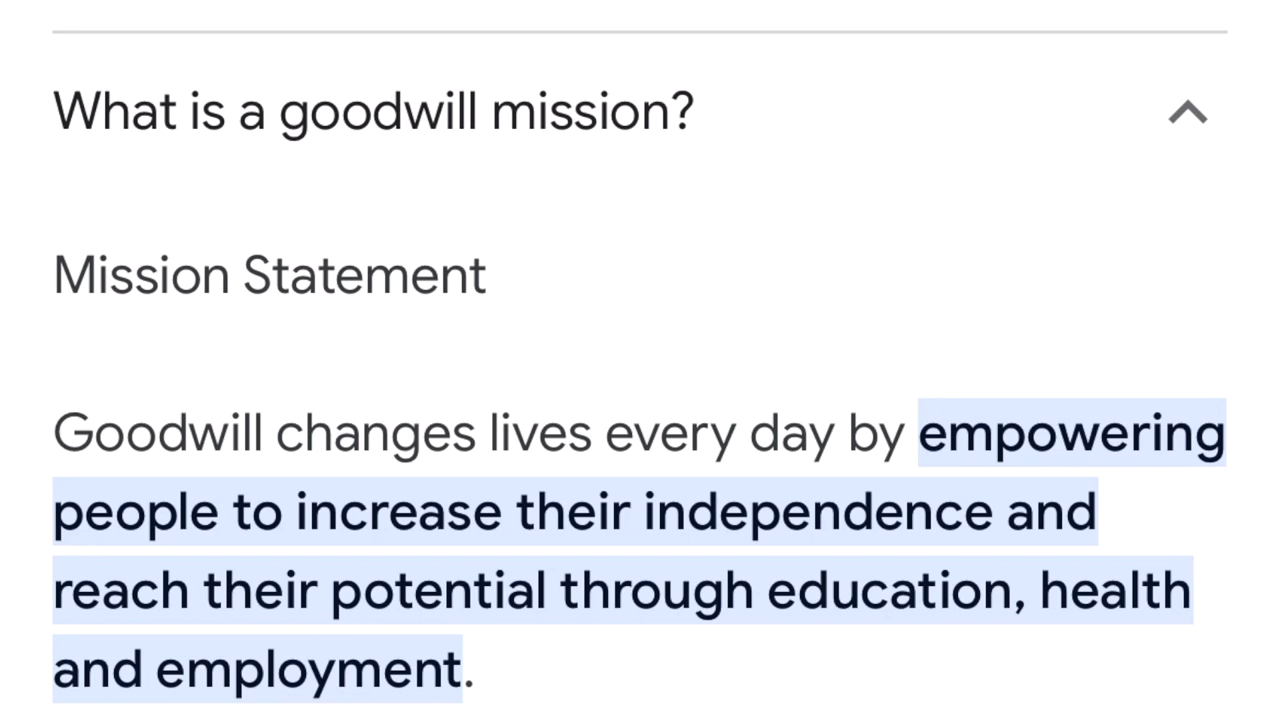 What is a goodwill mission?
Mission Statement
Goodwill changes lives every day by empowering
people to increase their independence and
reach their potential through education, health
and employment.